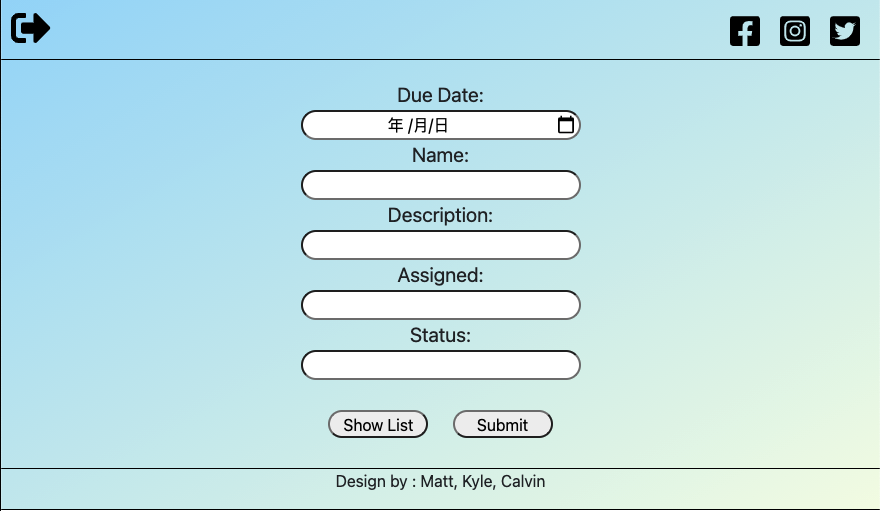 Due Date:
年 /月/日
Name:
Description:
Assigned:
Status:
Show List Submit
Design by : Matt, Kyle, Calvin